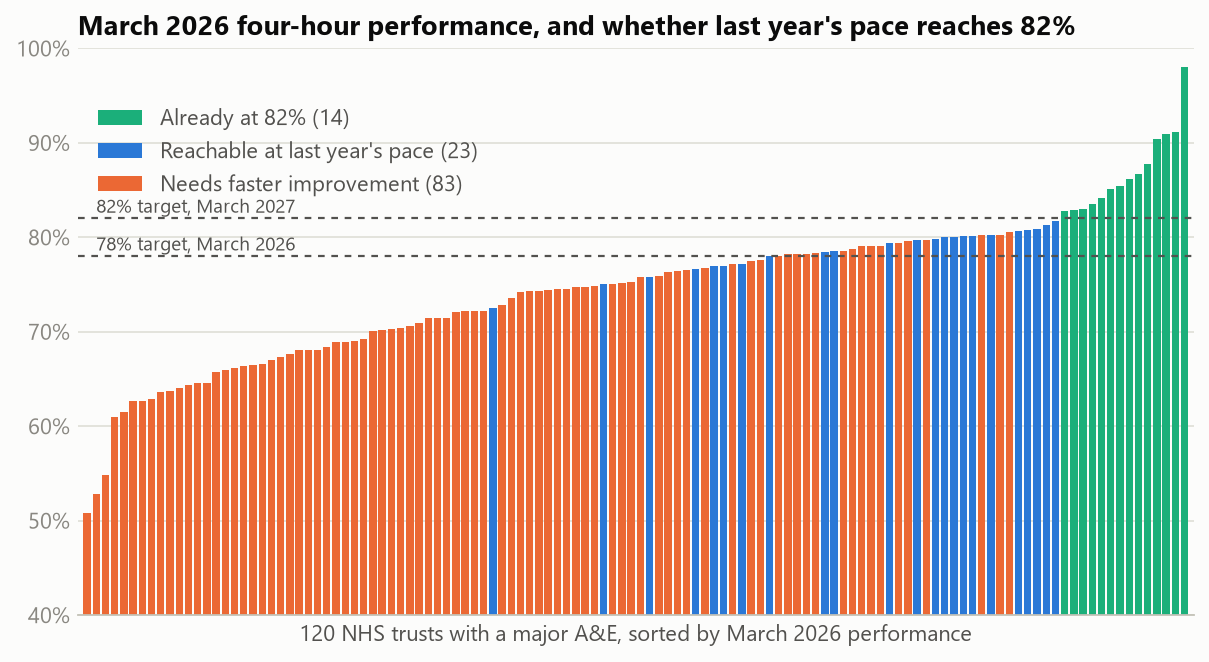 March 2026 four-hour performance, and whether last year's pace reaches 82%
100%
Already at 82% (14)
90%
Reachable at last year's pace (23)
Needs faster improvement (83)
82% target, March 2027
80%
78% target, March 2026
70%
60%
50%
40%
120 NHS trusts with a major A&E, sorted by March 2026 performance